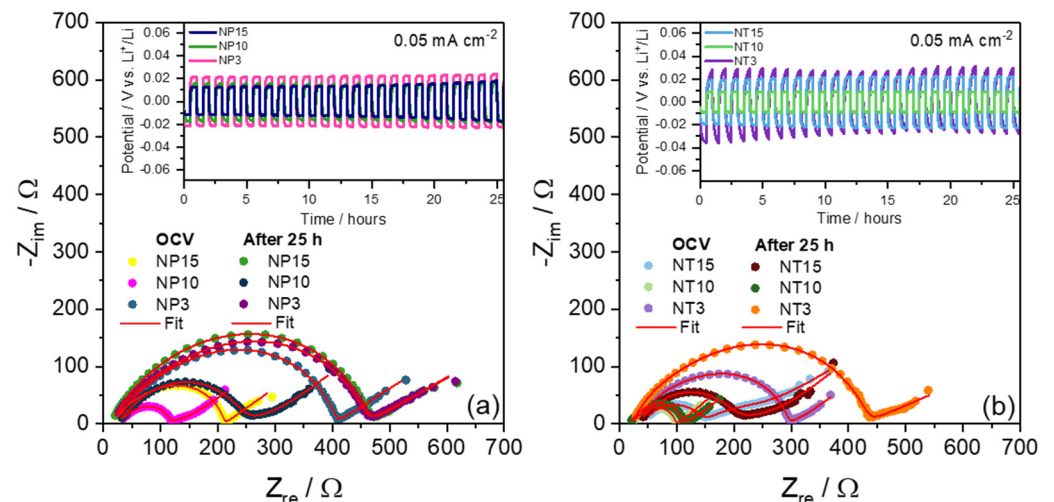 700
600
500
400
300
200
100
0
-Z_im / Ω
0 100 200 300 400 500 600 700
Z_re / Ω
0.06
0.04
0.02
0.00
-0.02
-0.04
-0.06
Potential / V vs. Li⁺/Li
NP15
NP10
NP3
0.05 mA cm⁻²
0 5 10 15 20 25
Time / hours
OCV After 25 h
NP15 NP15
NP10 NP10
NP3 NP3
Fit Fit
(a)
700
600
500
400
300
200
100
0
-Z_im / Ω
0 100 200 300 400 500 600 700
Z_re / Ω
0.06
0.04
0.02
0.00
-0.02
-0.04
-0.06
Potential / V vs. Li⁺/Li
NT15
NT10
NT3
0.05 mA cm⁻²
0 5 10 15 20 25
Time / hours
OCV After 25 h
NT15 NT15
NT10 NT10
NT3 NT3
Fit Fit
(b)